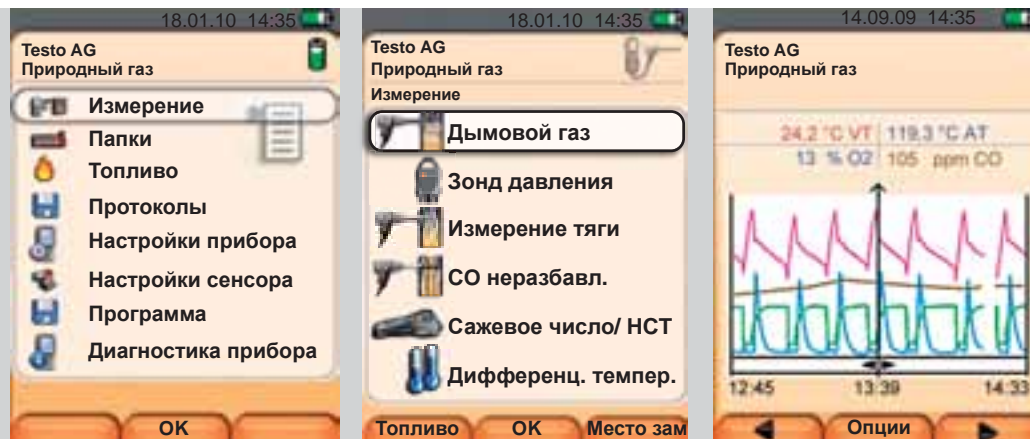 18.01.10 14:35
Testo AG
Природный газ
Измерение
Папки
Топливо
Протоколы
Настройки прибора
Настройки сенсора
Программа
Диагностика прибора
OK
18.01.10 14:35
Testo AG
Природный газ
Измерение
Дымовой газ
Зонд давления
Измерение тяги
CO неразбавл.
Сажевое число/ НСТ
Дифференц. темпер.
Топливо OK Место зам
14.09.09 14:35
Testo AG
Природный газ
24.2 °C VT 119.3 °C AT
13 % O2 105 ppm CO
12:45 13:39 14:33
Опции